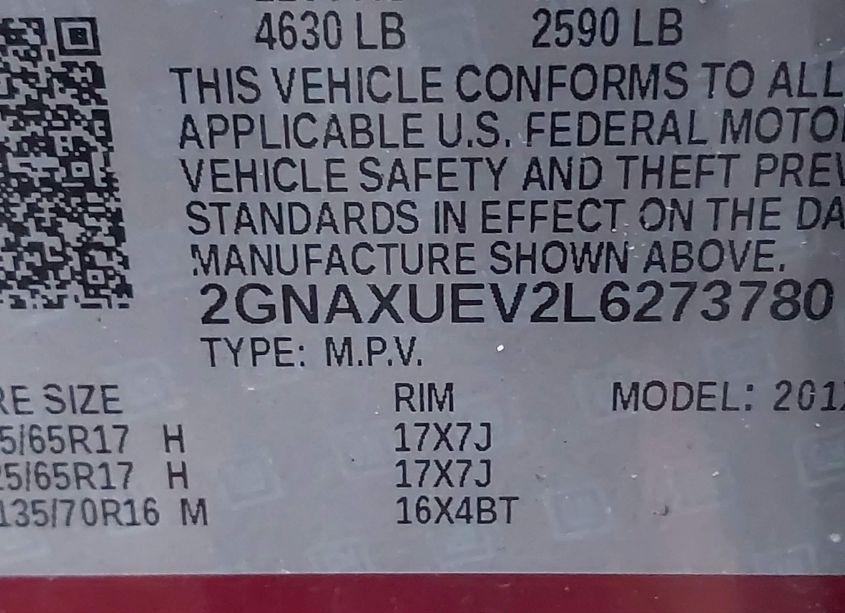 4630 LB 2590 LB
THIS VEHICLE CONFORMS TO ALL
APPLICABLE U.S. FEDERAL MOTO
VEHICLE SAFETY AND THEFT PREV
STANDARDS IN EFFECT ON THE DA
MANUFACTURE SHOWN ABOVE.
2GNAXUEV2L6273780
TYPE: M.P.V.
RE SIZE RIM MODEL: 201
5/65R17 H 17X7J
25/65R17 H 17X7J
135/70R16 M 16X4BT